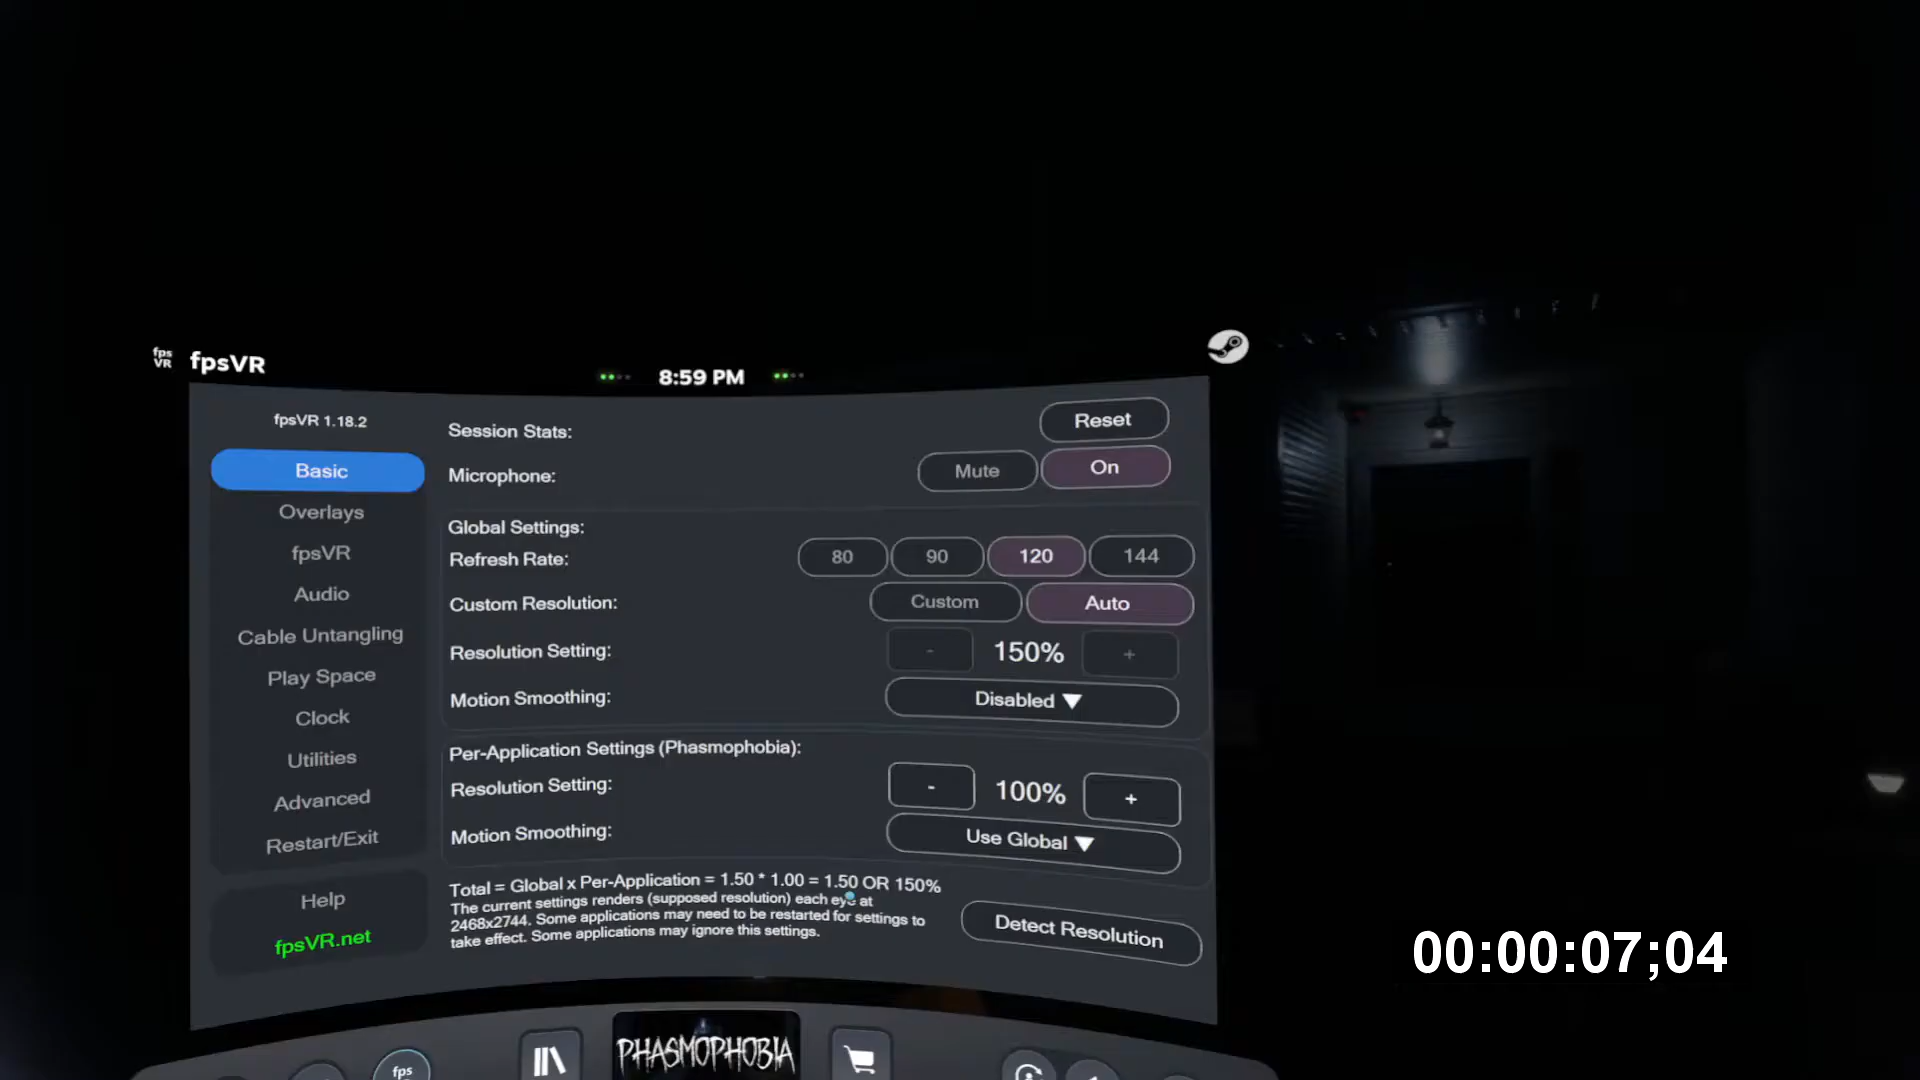 fps
VR
fpsVR
8:59 PM
fpsVR 1.18.2
Basic
Overlays
fpsVR
Audio
Cable Untangling
Play Space
Clock
Utilities
Advanced
Restart/Exit
Help
fpsVR.net
Session Stats:
Reset
Microphone:
Mute
On
Global Settings:
Refresh Rate:
80
90
120
144
Custom Resolution:
Custom
Auto
Resolution Setting:
-
150%
+
Motion Smoothing:
Disabled
Per-Application Settings (Phasmophobia):
Resolution Setting:
-
100%
+
Motion Smoothing:
Use Global
Total = Global x Per-Application = 1.50 * 1.00 = 1.50 OR 150%
The current settings renders (supposed resolution) each eye at
2468x2744. Some applications may need to be restarted for settings to
take effect. Some applications may ignore this settings.
Detect Resolution
00:00:07;04
fps
PHASMOPHOBIA